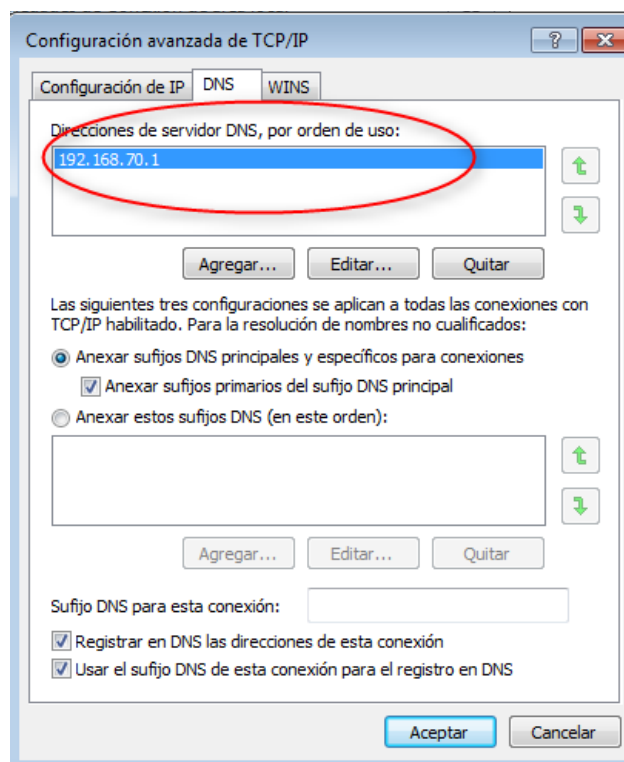 Configuración avanzada de TCP/IP
Configuración de IP
DNS
WINS
Direcciones de servidor DNS, por orden de uso:
192.168.70.1
Agregar...
Editar...
Quitar
Las siguientes tres configuraciones se aplican a todas las conexiones con
TCP/IP habilitado. Para la resolución de nombres no cualificados:
Anexar sufijos DNS principales y específicos para conexiones
Anexar sufijos primarios del sufijo DNS principal
Anexar estos sufijos DNS (en este orden):
Agregar...
Editar...
Quitar
Sufijo DNS para esta conexión:
Registrar en DNS las direcciones de esta conexión
Usar el sufijo DNS de esta conexión para el registro en DNS
Aceptar
Cancelar